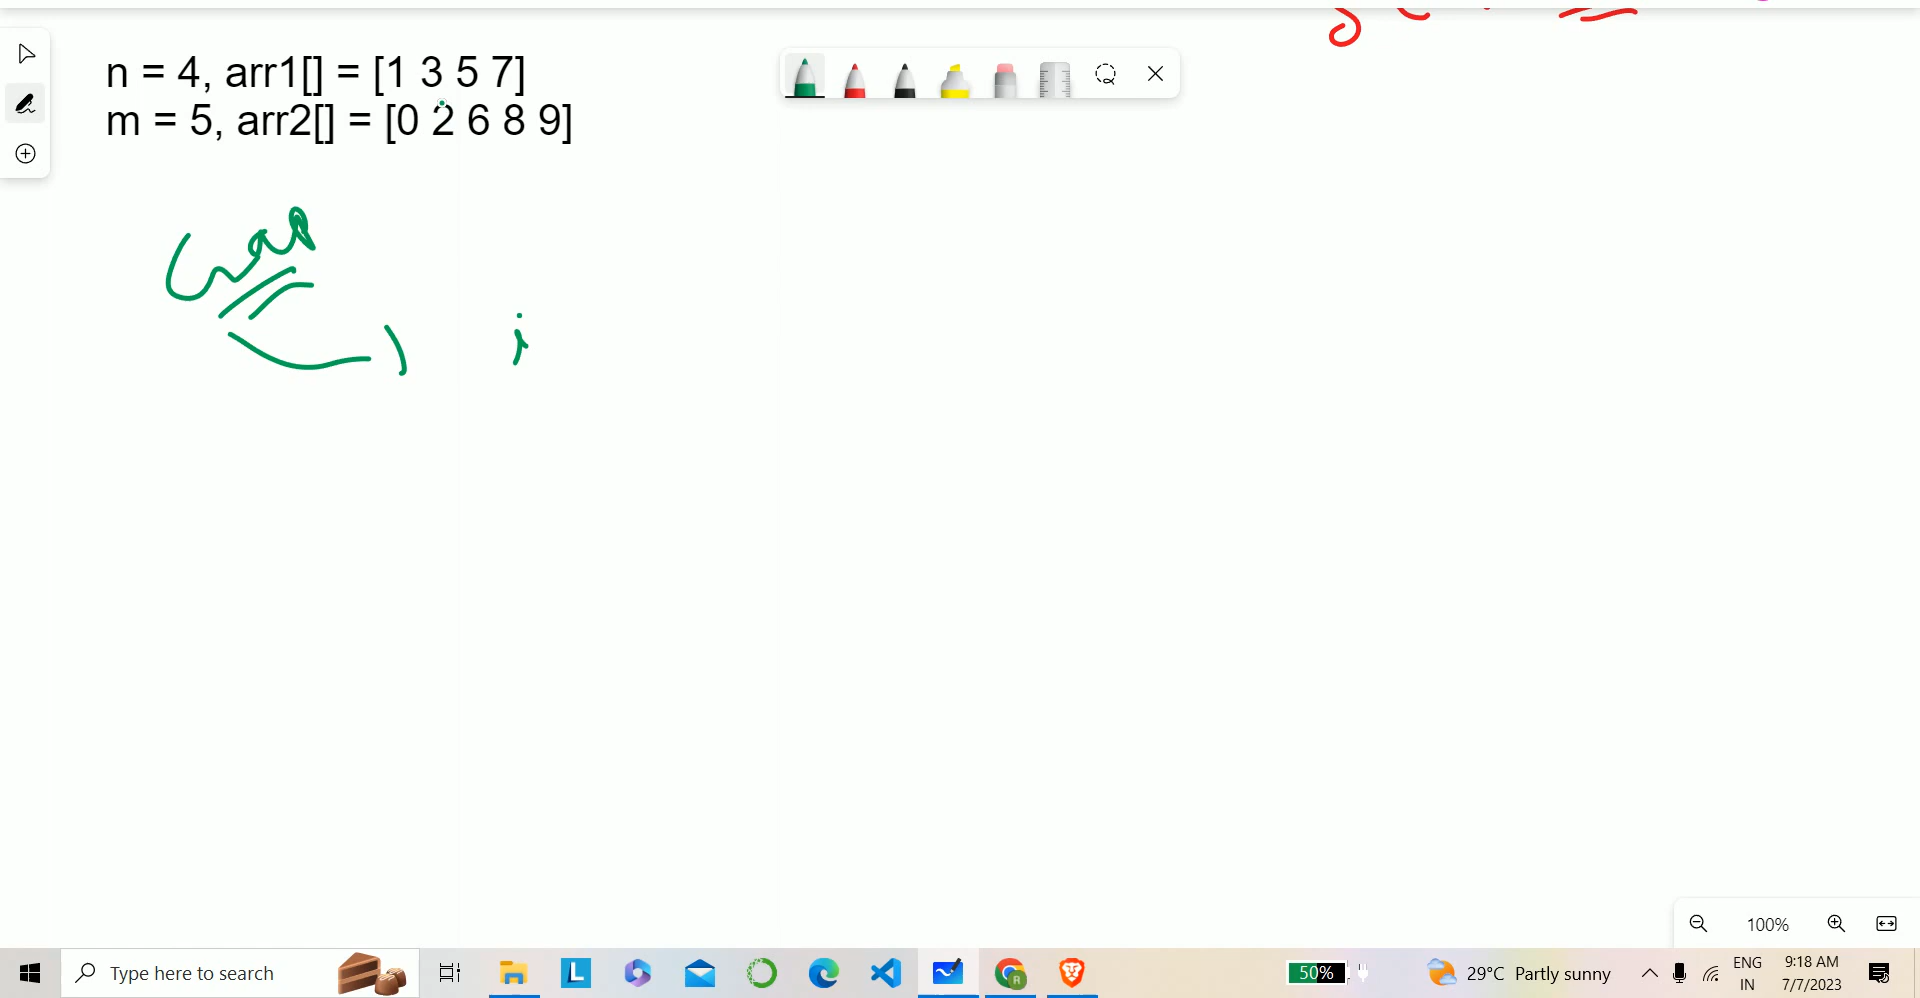 n = 4, arr1[] = [1 3 5 7]
m = 5, arr2[] = [0 2 6 8 9]
i
100%
Type here to search
L
R
50%
29°C Partly sunny
ENG
IN
9:18 AM
7/7/2023